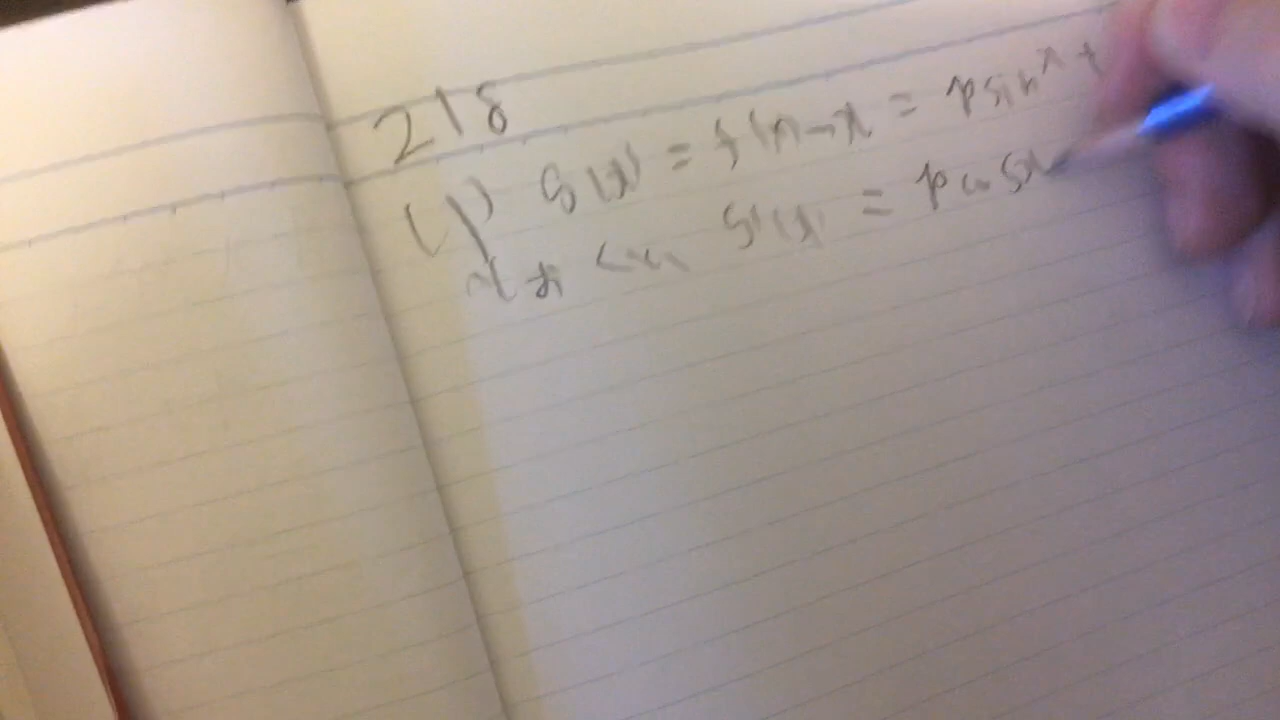 218
(1) g(x) = f(x) - x = p sin x +
g'(x) = p cos x